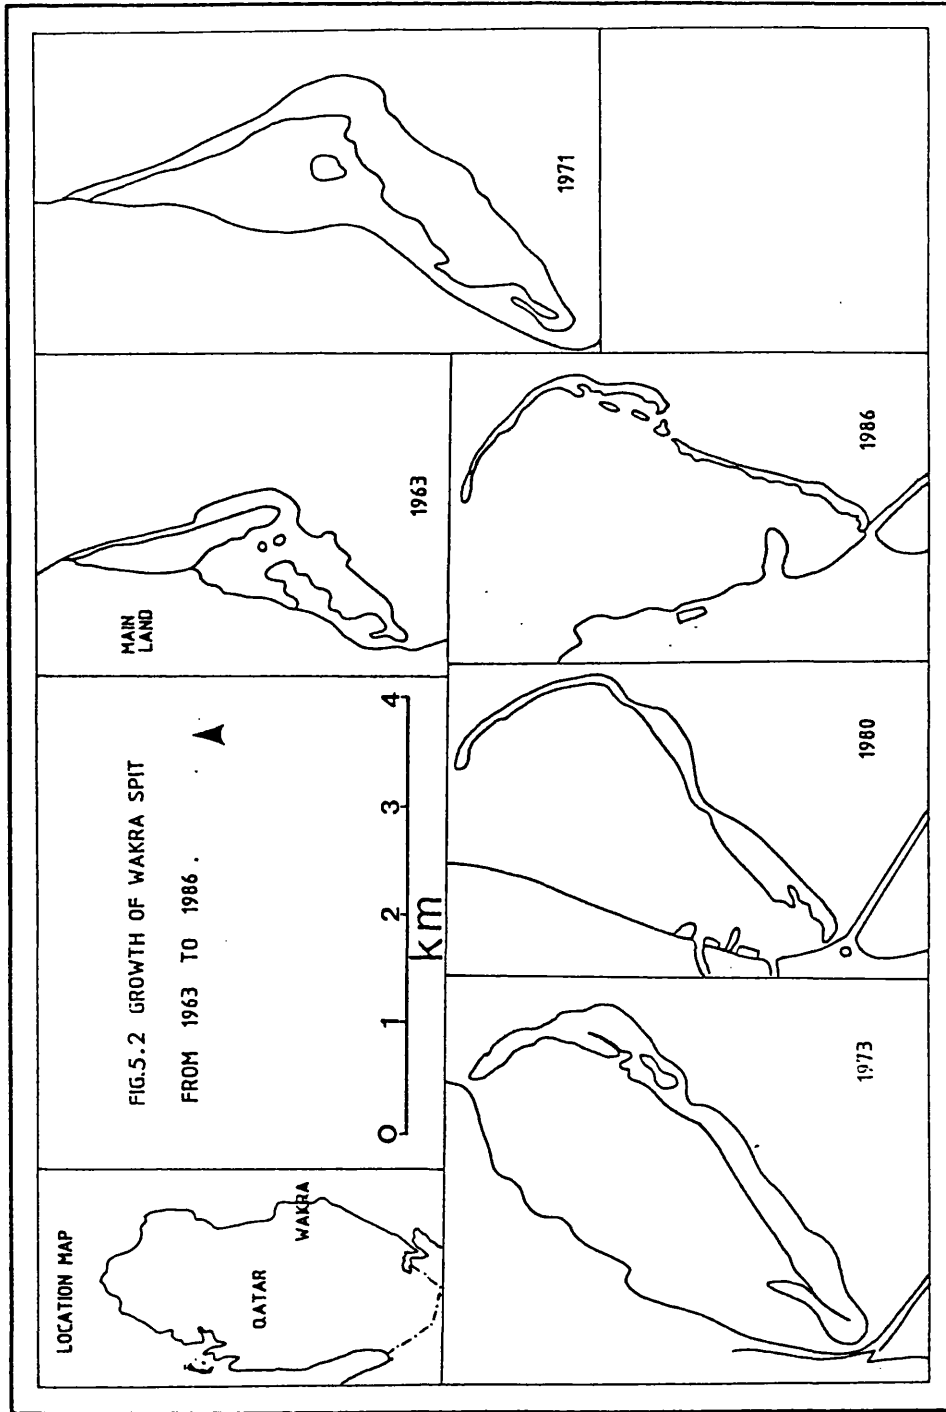 LOCATION MAP
QATAR
WAKRA
FIG.5.2 GROWTH OF WAKRA SPIT
FROM 1963 TO 1986.
0 1 2 3 4
km
MAIN
LAND
1963
1971
1973
1980
1986